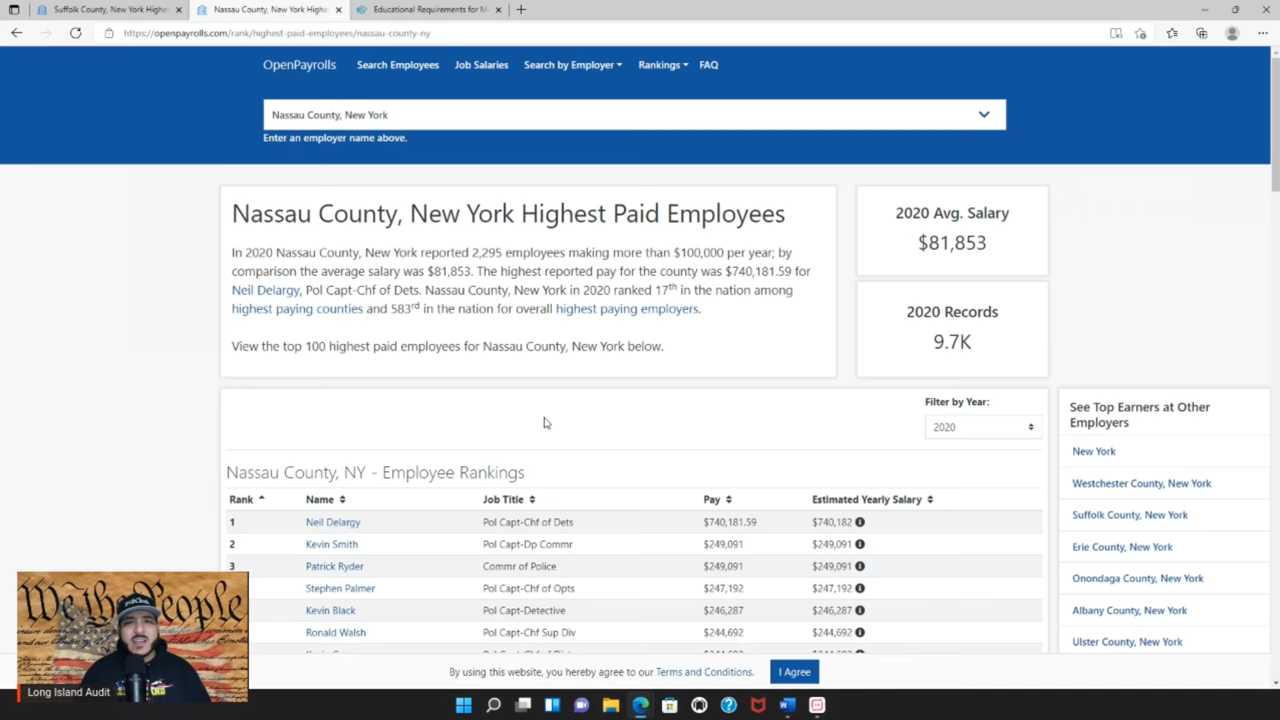 Suffolk County, New York Highe
Nassau County, New York Highe
Educational Requirements for M
https://openpayrolls.com/rank/highest-paid-employees/nassau-county-ny
OpenPayrolls Search Employees Job Salaries Search by Employer Rankings FAQ
Nassau County, New York
Enter an employer name above.
Nassau County, New York Highest Paid Employees
In 2020 Nassau County, New York reported 2,295 employees making more than $100,000 per year; by
comparison the average salary was $81,853. The highest reported pay for the county was $740,181.59 for
Neil Delargy, Pol Capt-Chf of Dets. Nassau County, New York in 2020 ranked 17th in the nation among
highest paying counties and 583rd in the nation for overall highest paying employers.
View the top 100 highest paid employees for Nassau County, New York below.
2020 Avg. Salary
$81,853
2020 Records
9.7K
Filter by Year:
2020
Nassau County, NY - Employee Rankings
Rank Name Job Title Pay Estimated Yearly Salary
1 Neil Delargy Pol Capt-Chf of Dets $740,181.59 $740,182
2 Kevin Smith Pol Capt-Dp Commr $249,091 $249,091
3 Patrick Ryder Commr of Police $249,091 $249,091
Stephen Palmer Pol Capt-Chf of Opts $247,192 $247,192
Kevin Black Pol Capt-Detective $246,287 $246,287
Ronald Walsh Pol Capt-Chf Sup Div $244,692 $244,692
See Top Earners at Other
Employers
New York
Westchester County, New York
Suffolk County, New York
Erie County, New York
Onondaga County, New York
Albany County, New York
Ulster County, New York
By using this website, you hereby agree to our Terms and Conditions. I Agree
We the People
Long Island Audit